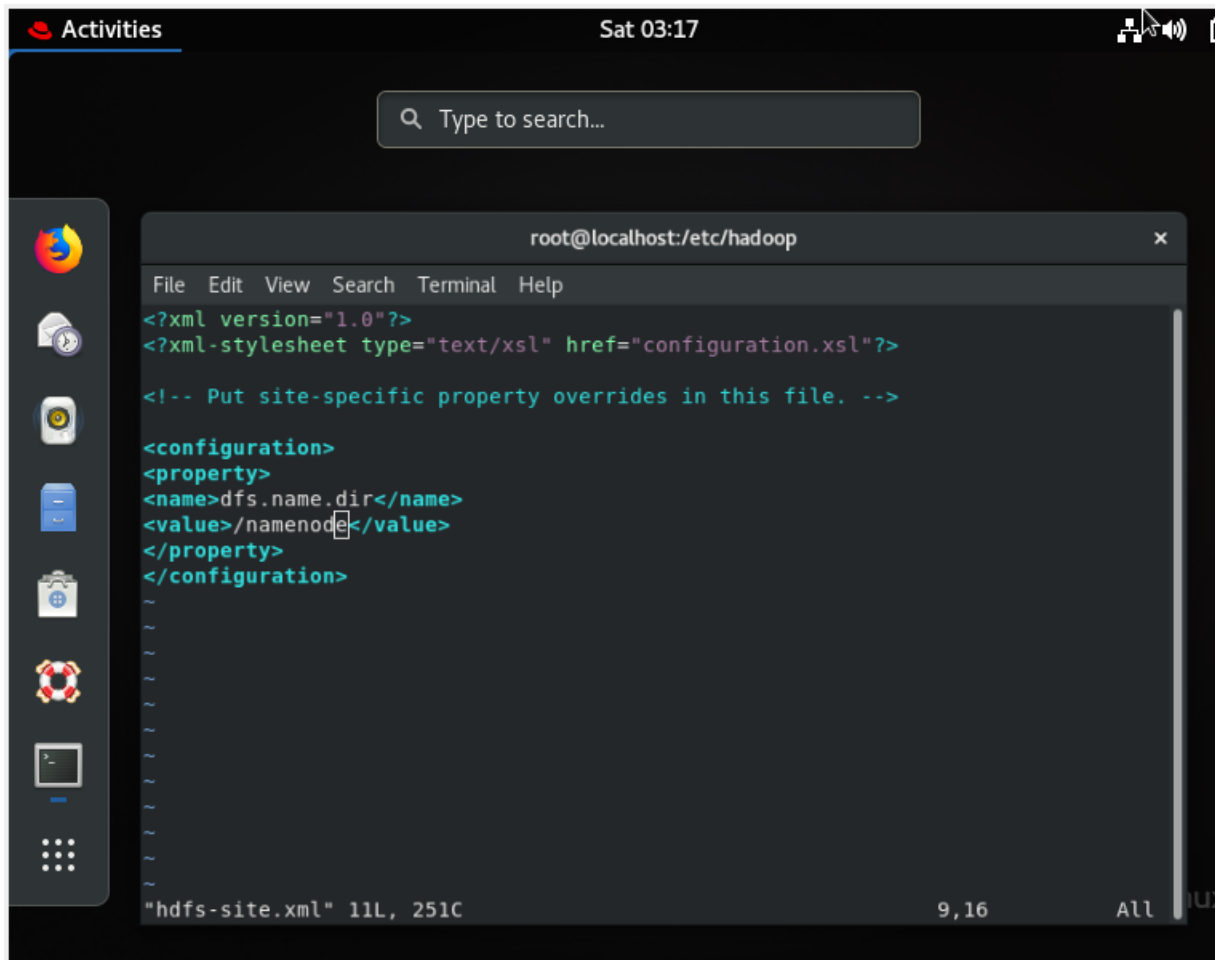 Activities
Sat 03:17
Type to search...
root@localhost:/etc/hadoop
×
File Edit View Search Terminal Help
<?xml version="1.0"?>
<?xml-stylesheet type="text/xsl" href="configuration.xsl"?>
<!-- Put site-specific property overrides in this file. -->
<configuration>
<property>
<name>dfs.name.dir</name>
<value>/namenode</value>
</property>
</configuration>
~
~
~
~
~
~
~
~
~
~
~
~
"hdfs-site.xml" 11L, 251C 9,16 All